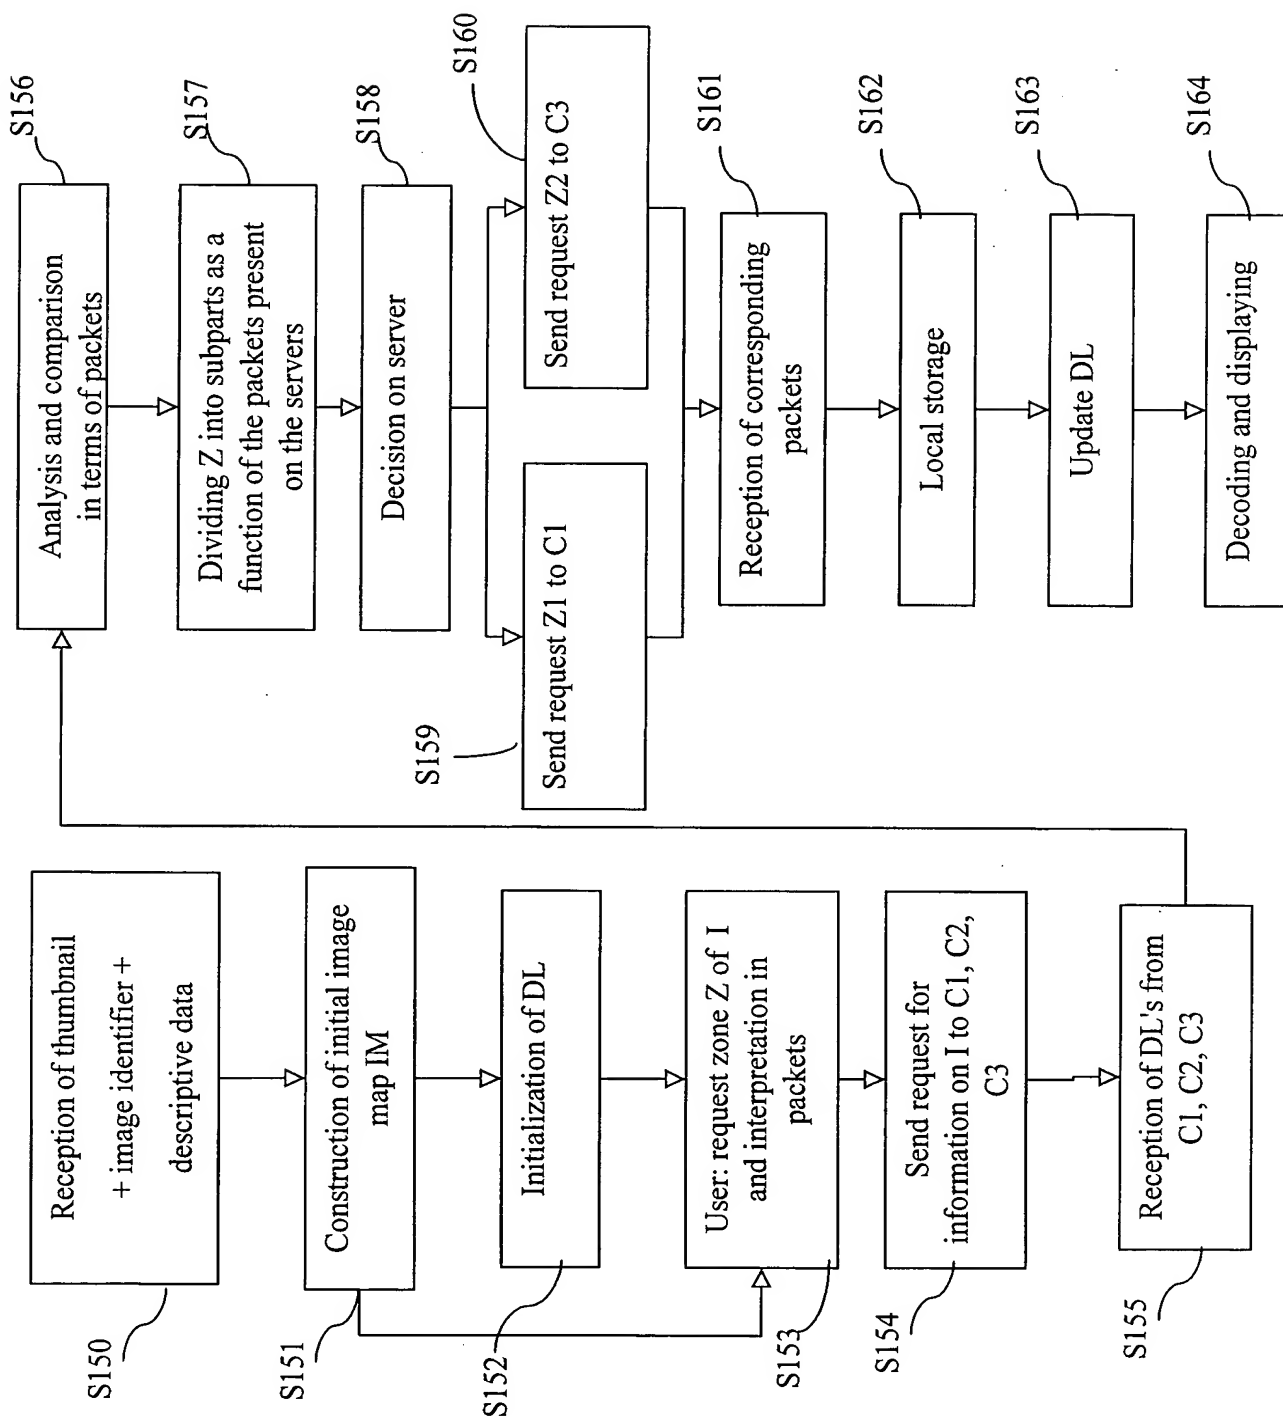 S150
Reception of thumbnail
+ image identifier +
descriptive data
S151
Construction of initial image
map IM
S152
Initialization of DL
S153
User: request zone Z of I
and interpretation in
packets
S154
Send request for
information on I to C1, C2,
C3
S155
Reception of DL's from
C1, C2, C3
S156
Analysis and comparison
in terms of packets
S157
Dividing Z into subparts as a
function of the packets present
on the servers
S158
Decision on server
S159
Send request Z1 to C1
S160
Send request Z2 to C3
S161
Reception of corresponding
packets
S162
Local storage
S163
Update DL
S164
Decoding and displaying